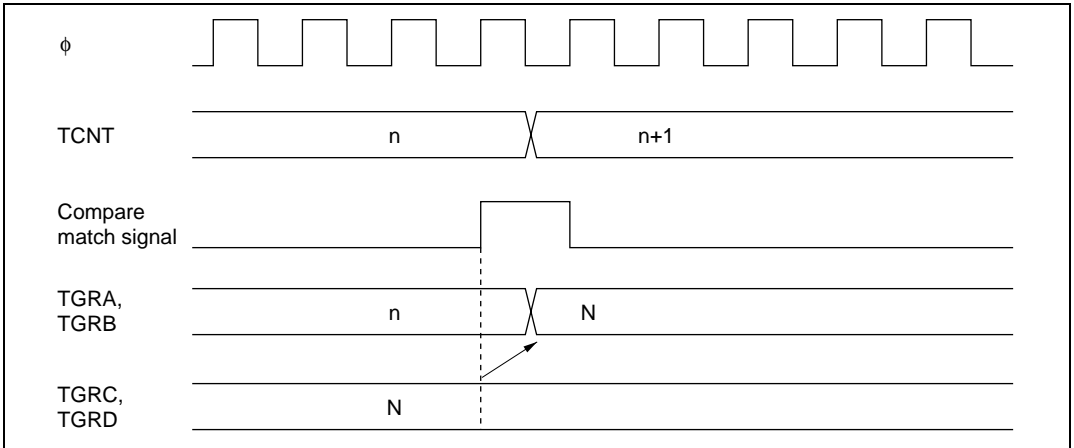 ϕ
TCNT n n+1
Compare
match signal
TGRA,
TGRB n N
TGRC,
TGRD N